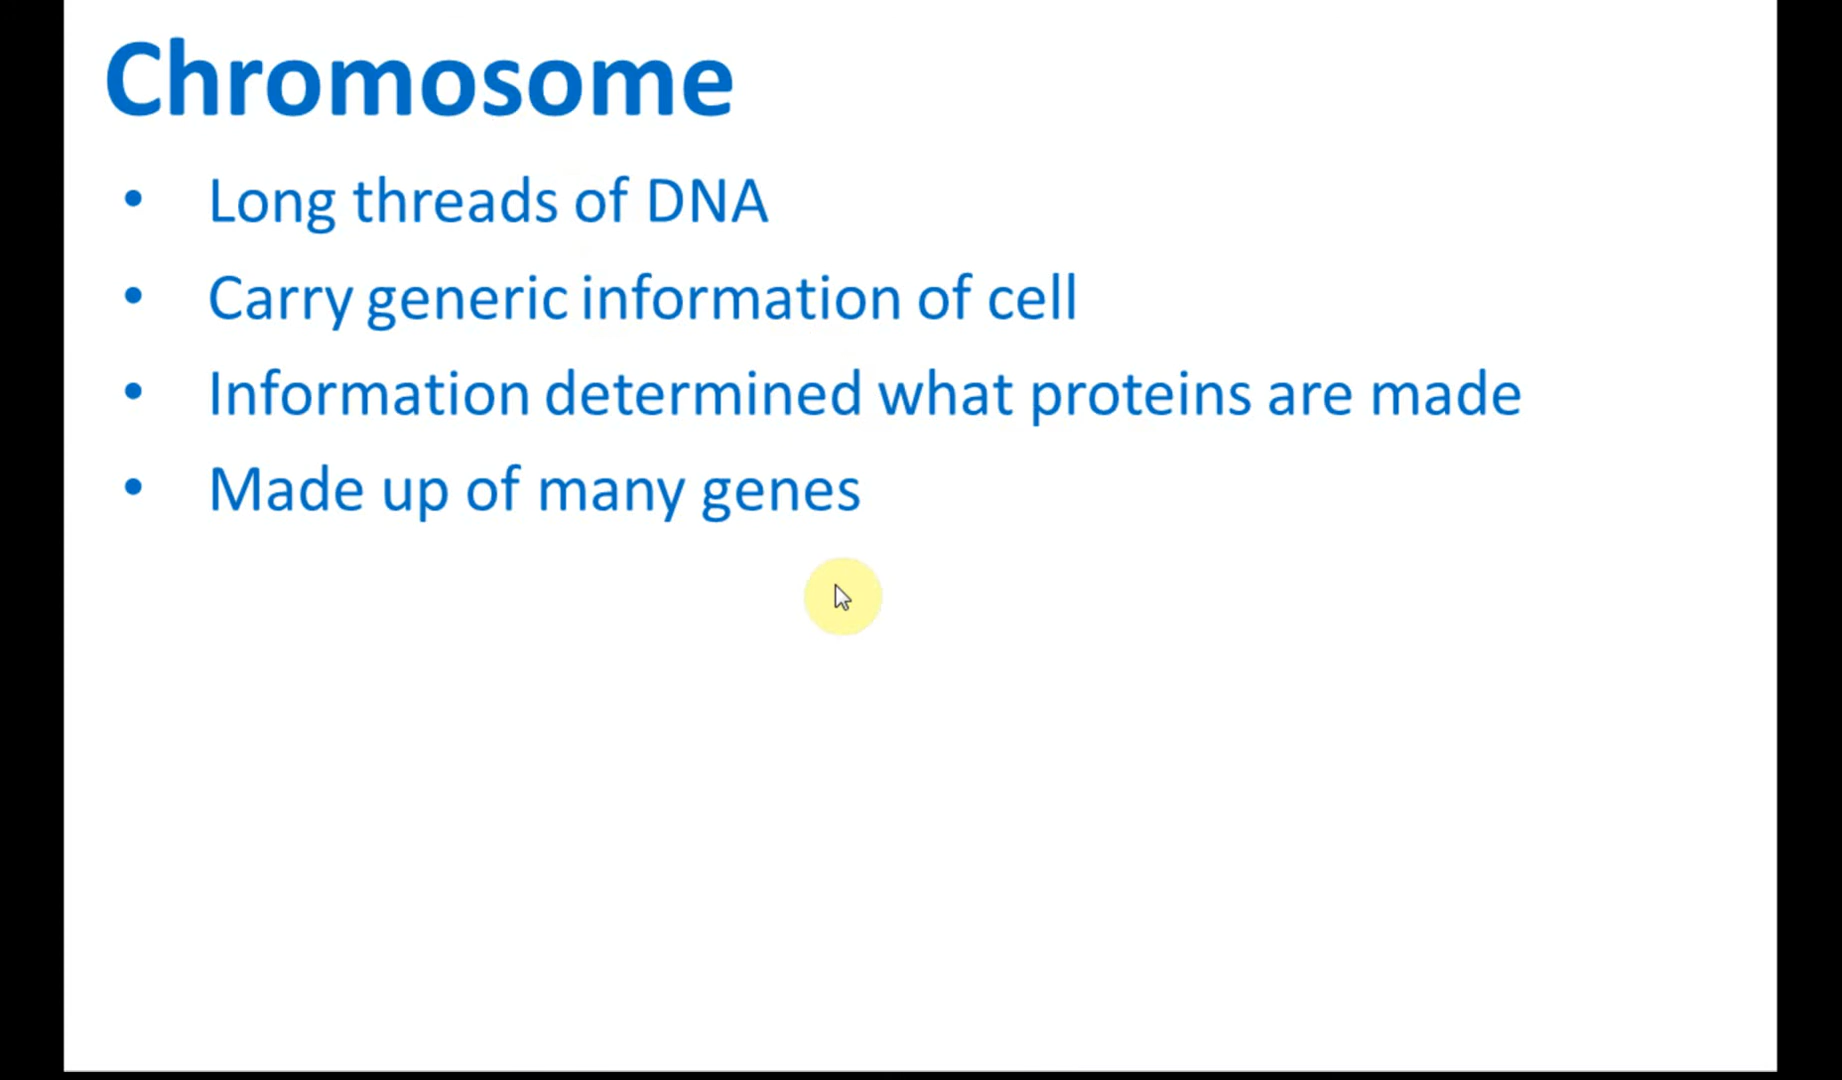 Chromosome
• Long threads of DNA
• Carry generic information of cell
• Information determined what proteins are made
• Made up of many genes